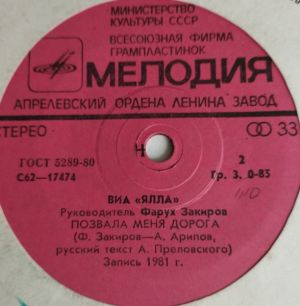 МИНИСТЕРСТВО
КУЛЬТУРЫ СССР
ВСЕСОЮЗНАЯ ФИРМА
ГРАМПЛАСТИНОК
МЕЛОДИЯ
АПРЕЛЕВСКИЙ ОРДЕНА ЛЕНИНА ЗАВОД
СТЕРЕО 33
ГОСТ 5289-80 2
С62—17474 Гр. 3. 0-85
ВИА «ЯЛЛА»
Руководитель Фарух Закиров
ПОЗВАЛА МЕНЯ ДОРОГА
(Ф. Закиров—А. Арипов,
русский текст А. Преловского)
Запись 1981 г.